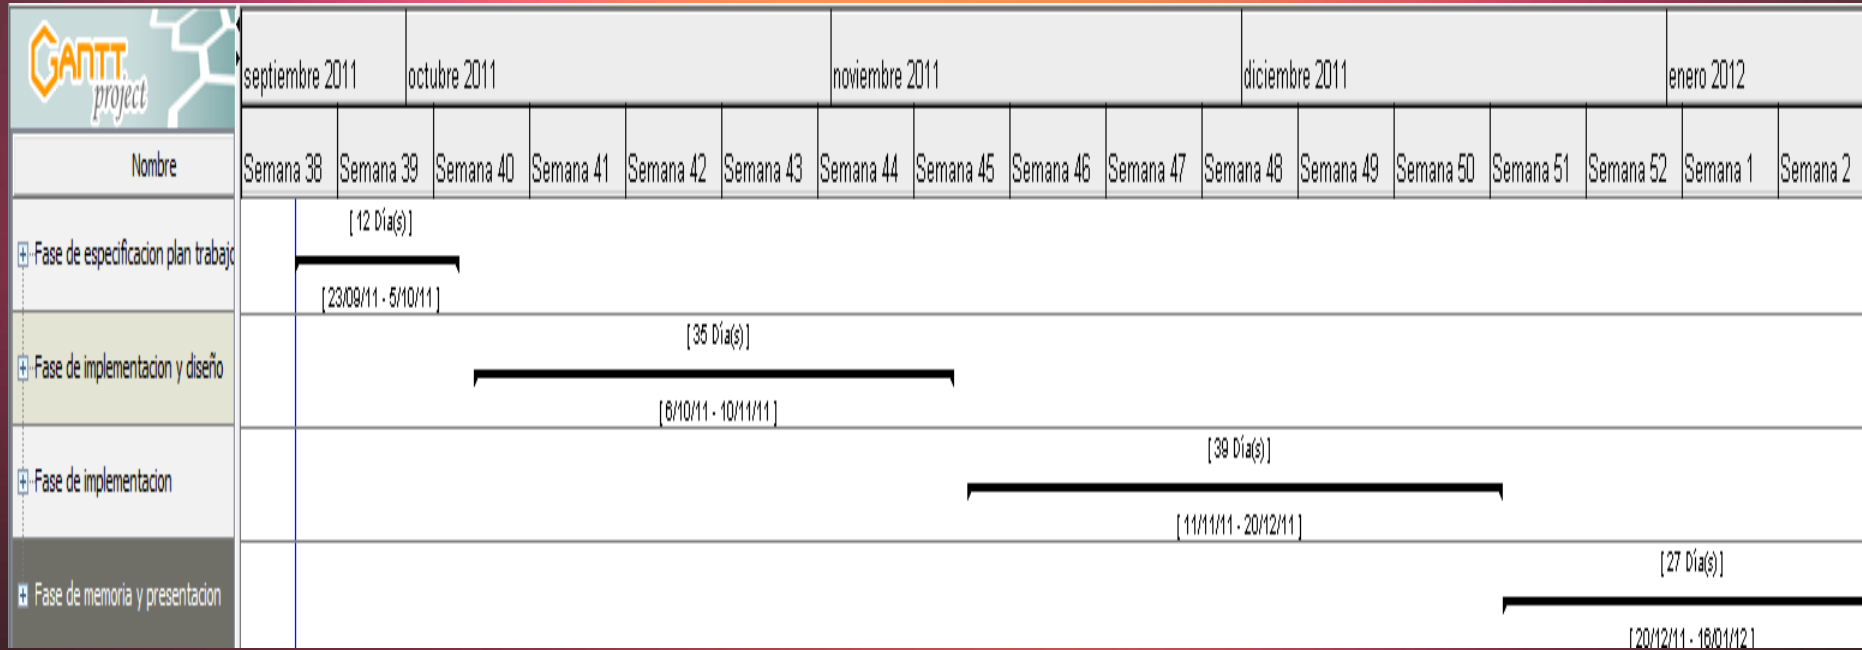 GANTT
project
septiembre 2011 octubre 2011 noviembre 2011 diciembre 2011 enero 2012
Nombre
Semana 38 Semana 39 Semana 40 Semana 41 Semana 42 Semana 43 Semana 44 Semana 45 Semana 46 Semana 47 Semana 48 Semana 49 Semana 50 Semana 51 Semana 52 Semana 1 Semana 2
Fase de especificacion plan trabajo
[ 12 Día(s) ]
[ 23/09/11 - 5/10/11 ]
Fase de implementacion y diseño
[ 35 Día(s) ]
[ 6/10/11 - 10/11/11 ]
Fase de implementacion
[ 39 Día(s) ]
[ 11/11/11 - 20/12/11 ]
Fase de memoria y presentacion
[ 27 Día(s) ]
[ 20/12/11 - 16/01/12 ]